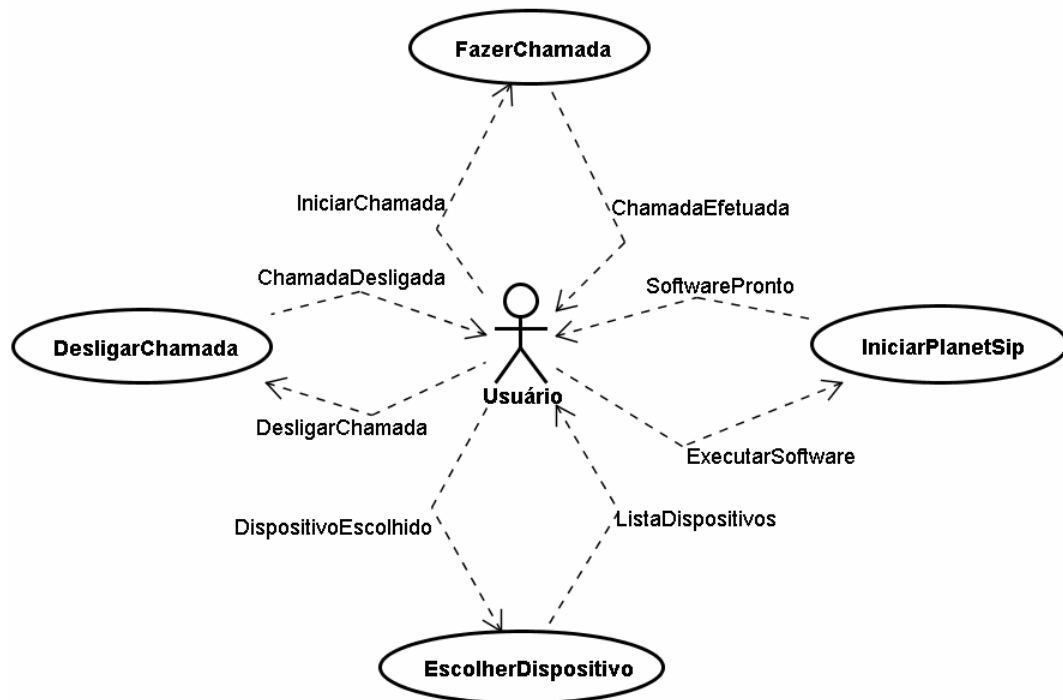 FazerChamada
IniciarChamada
ChamadaEfetuada
ChamadaDesligada
SoftwarePronto
DesligarChamada
IniciarPlanetSip
Usuário
DesligarChamada
ExecutarSoftware
DispositivoEscolhido
ListaDispositivos
EscolherDispositivo